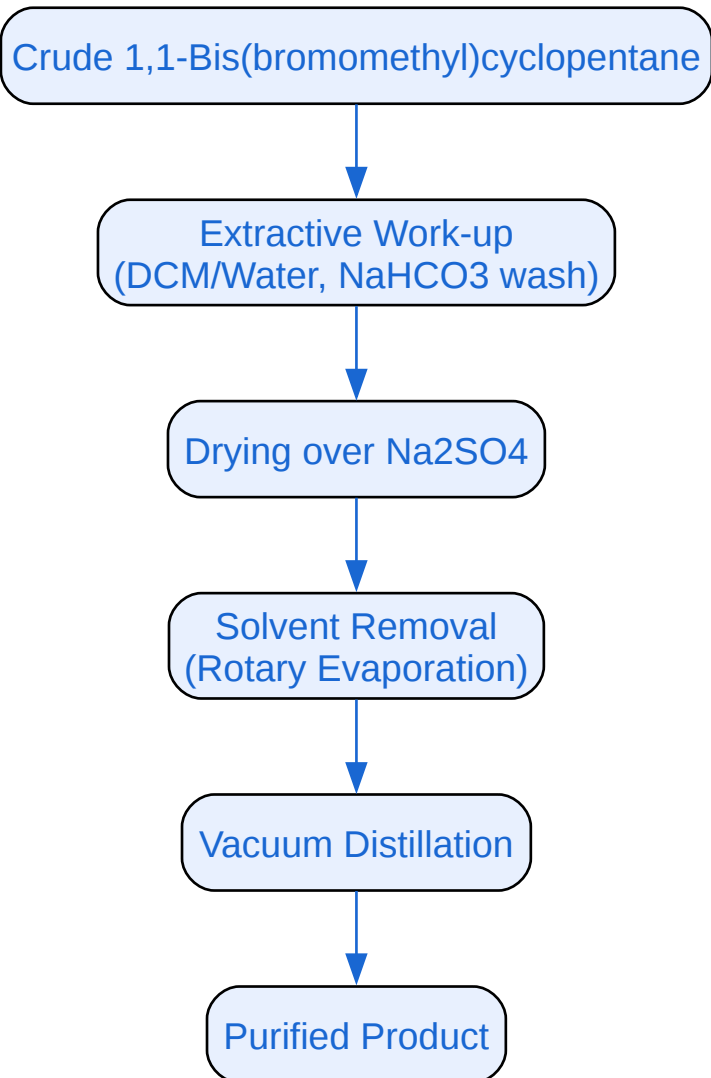 Crude 1,1-Bis(bromomethyl)cyclopentane
Extractive Work-up
(DCM/Water, NaHCO3 wash)
Drying over Na2SO4
Solvent Removal
(Rotary Evaporation)
Vacuum Distillation
Purified Product